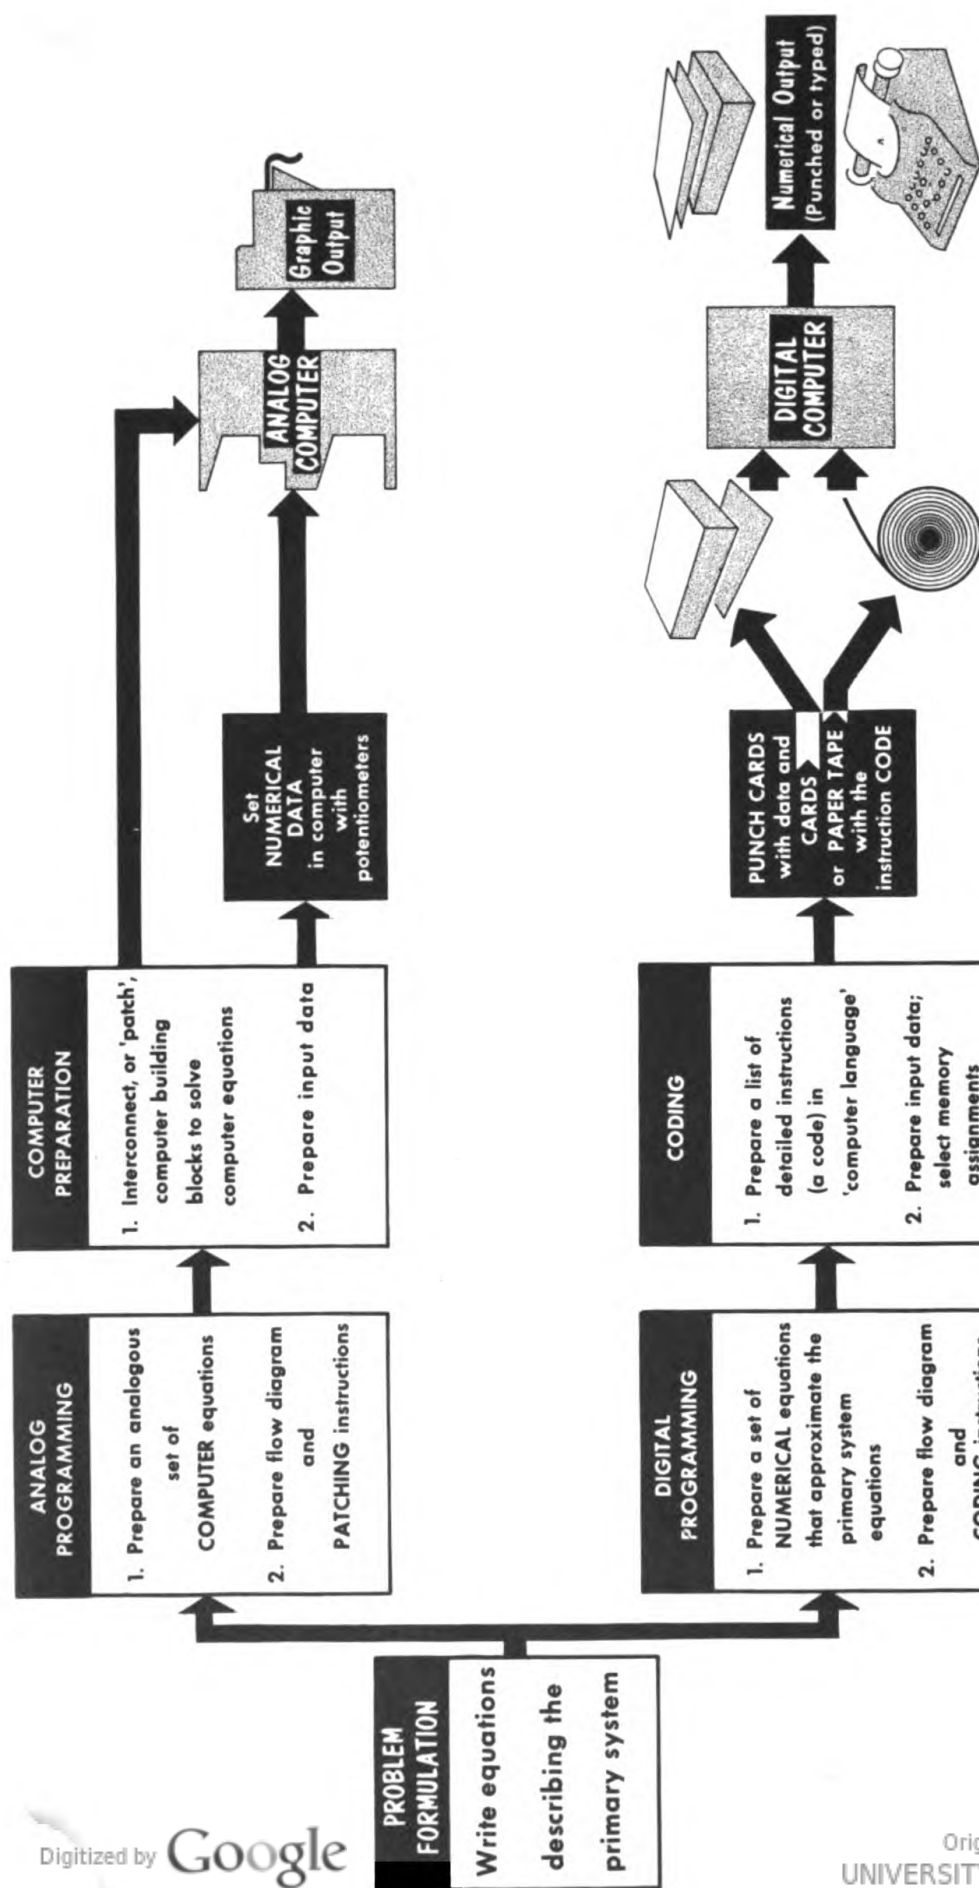 PROBLEM
FORMULATION
Write equations
describing the
primary system
ANALOG
PROGRAMMING
1. Prepare an analogous
set of
COMPUTER equations
2. Prepare flow diagram
and
PATCHING instructions
COMPUTER
PREPARATION
1. Interconnect, or 'patch',
computer building
blocks to solve
computer equations
2. Prepare input data
Set
NUMERICAL
DATA
in computer
with
potentiometers
ANALOG
COMPUTER
Graphic
Output
DIGITAL
PROGRAMMING
1. Prepare a set of
NUMERICAL equations
that approximate the
primary system
equations
2. Prepare flow diagram
and
CODING instructions
CODING
1. Prepare a list of
detailed instructions
(a code) in
'computer language'
2. Prepare input data;
select memory
assignments
PUNCH CARDS
with data and
CARDS
or PAPER TAPE
with the
instruction CODE
DIGITAL
COMPUTER
Numerical Output
(Punched or typed)
Digitized by Google
UNIVERSITY